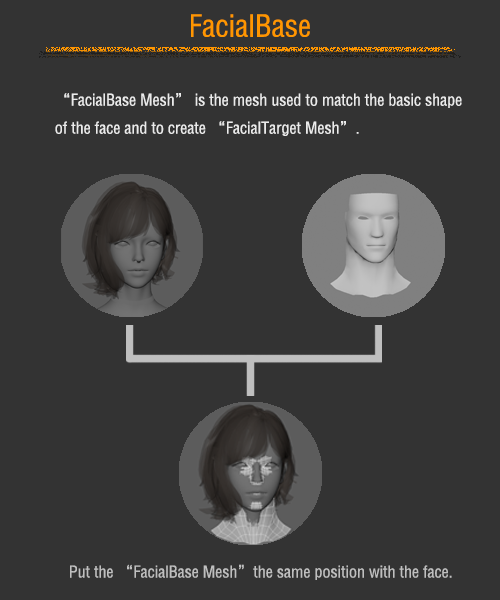 FacialBase
“FacialBase Mesh” is the mesh used to match the basic shape
of the face and to create “FacialTarget Mesh” .
Put the “FacialBase Mesh” the same position with the face.